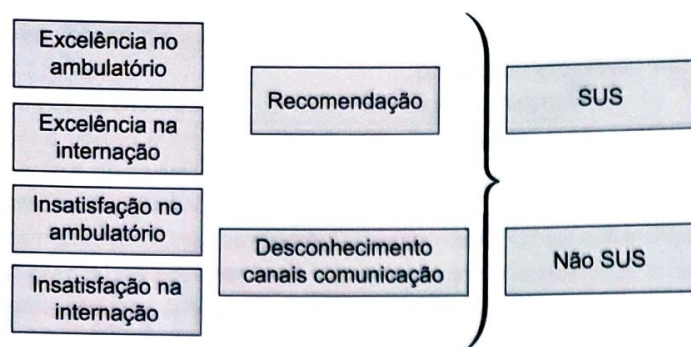 Excelência no
ambulatório
Excelência na
internação
Insatisfação no
ambulatório
Insatisfação na
internação
Recomendação
Desconhecimento
canais comunicação
SUS
Não SUS